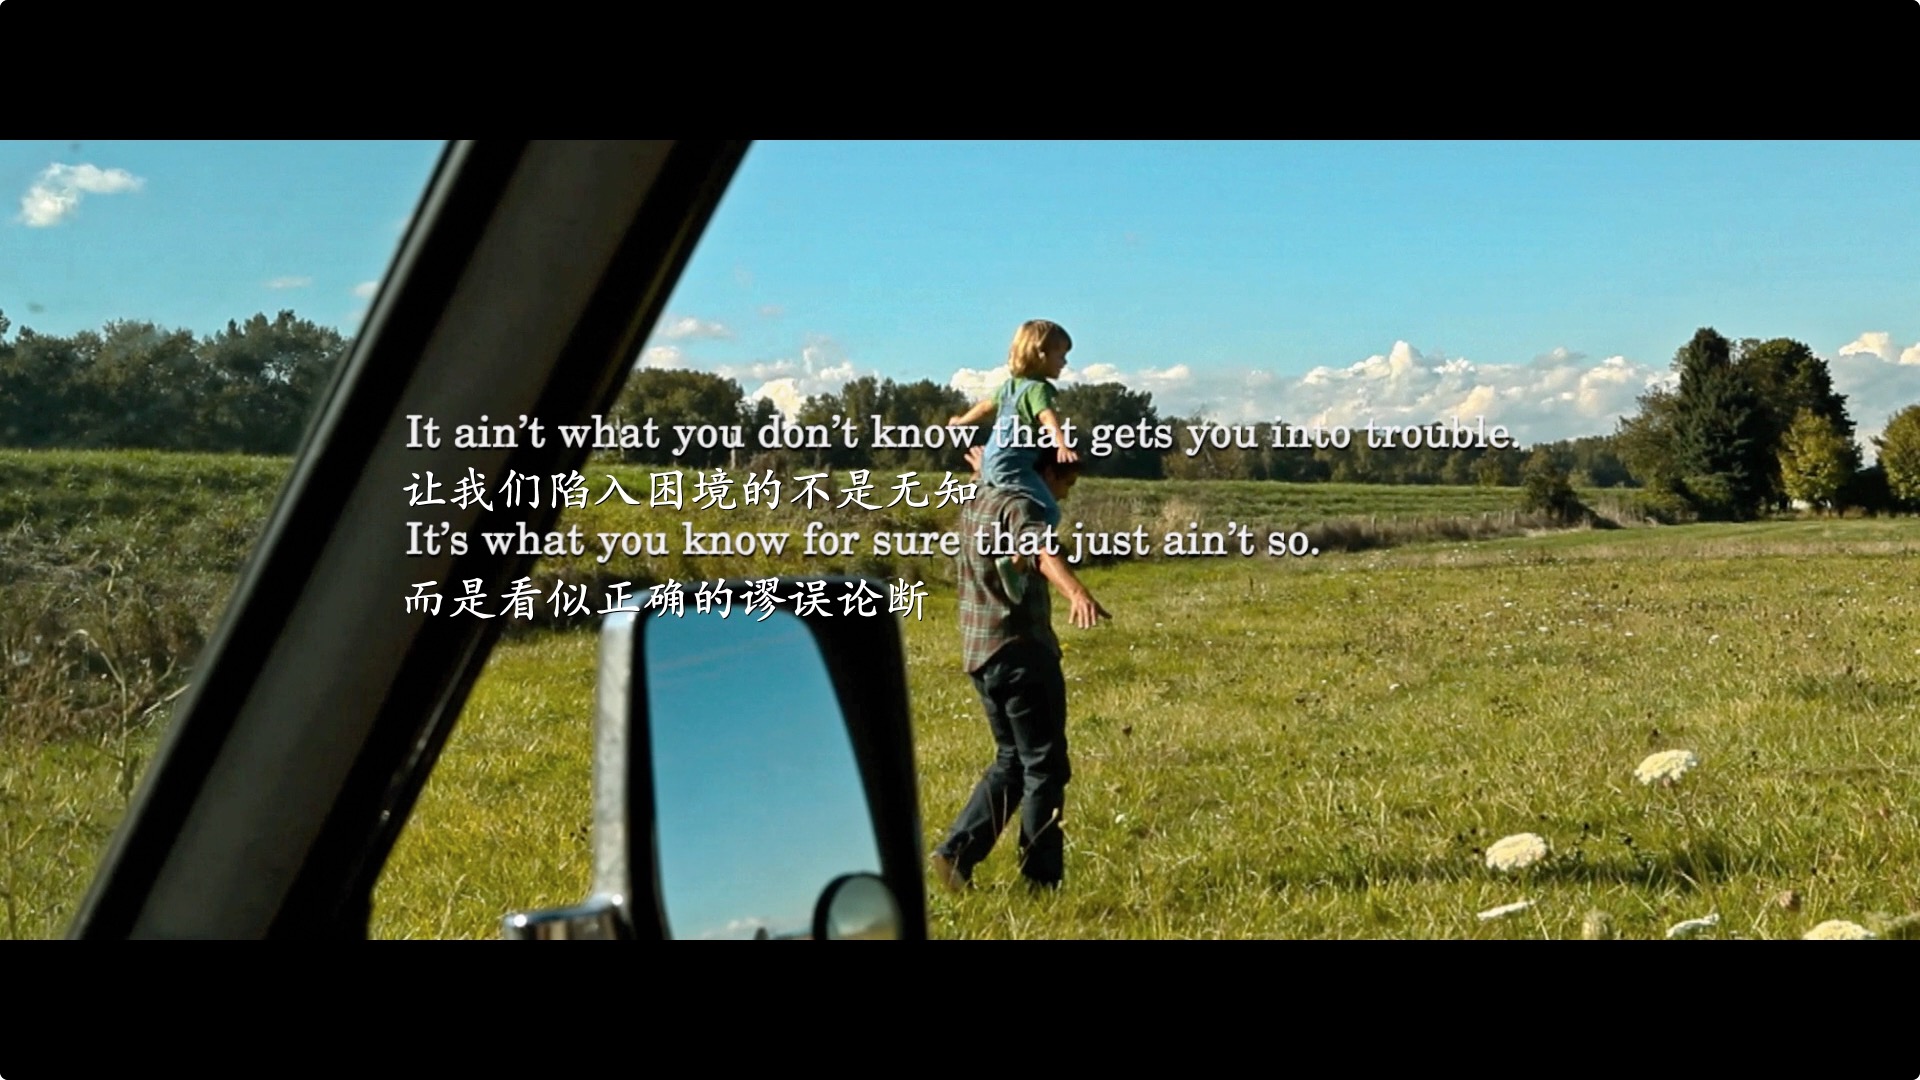 It ain’t what you don’t know that gets you into trouble.
让我们陷入困境的不是无知
It’s what you know for sure that just ain’t so.
而是看似正确的谬误论断